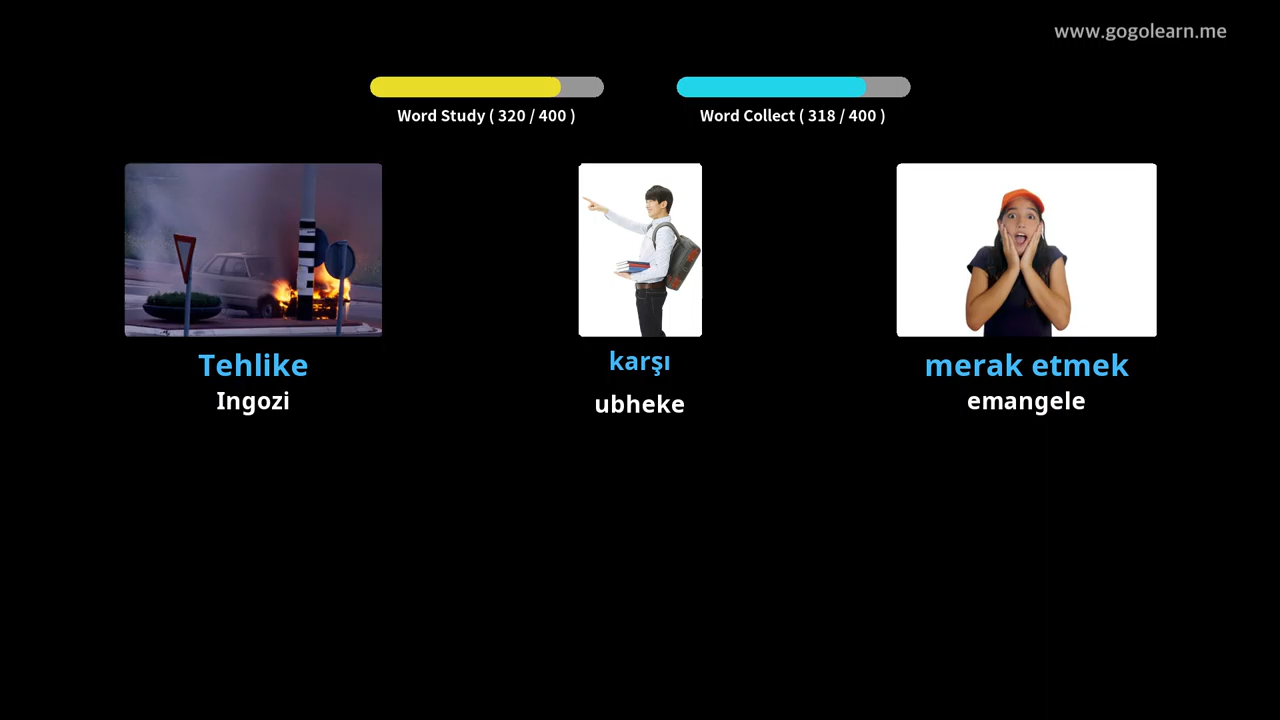 www.gogolearn.me
Word Study ( 320 / 400 )
Word Collect ( 318 / 400 )
Tehlike
Ingozi
karşı
ubheke
merak etmek
emangele